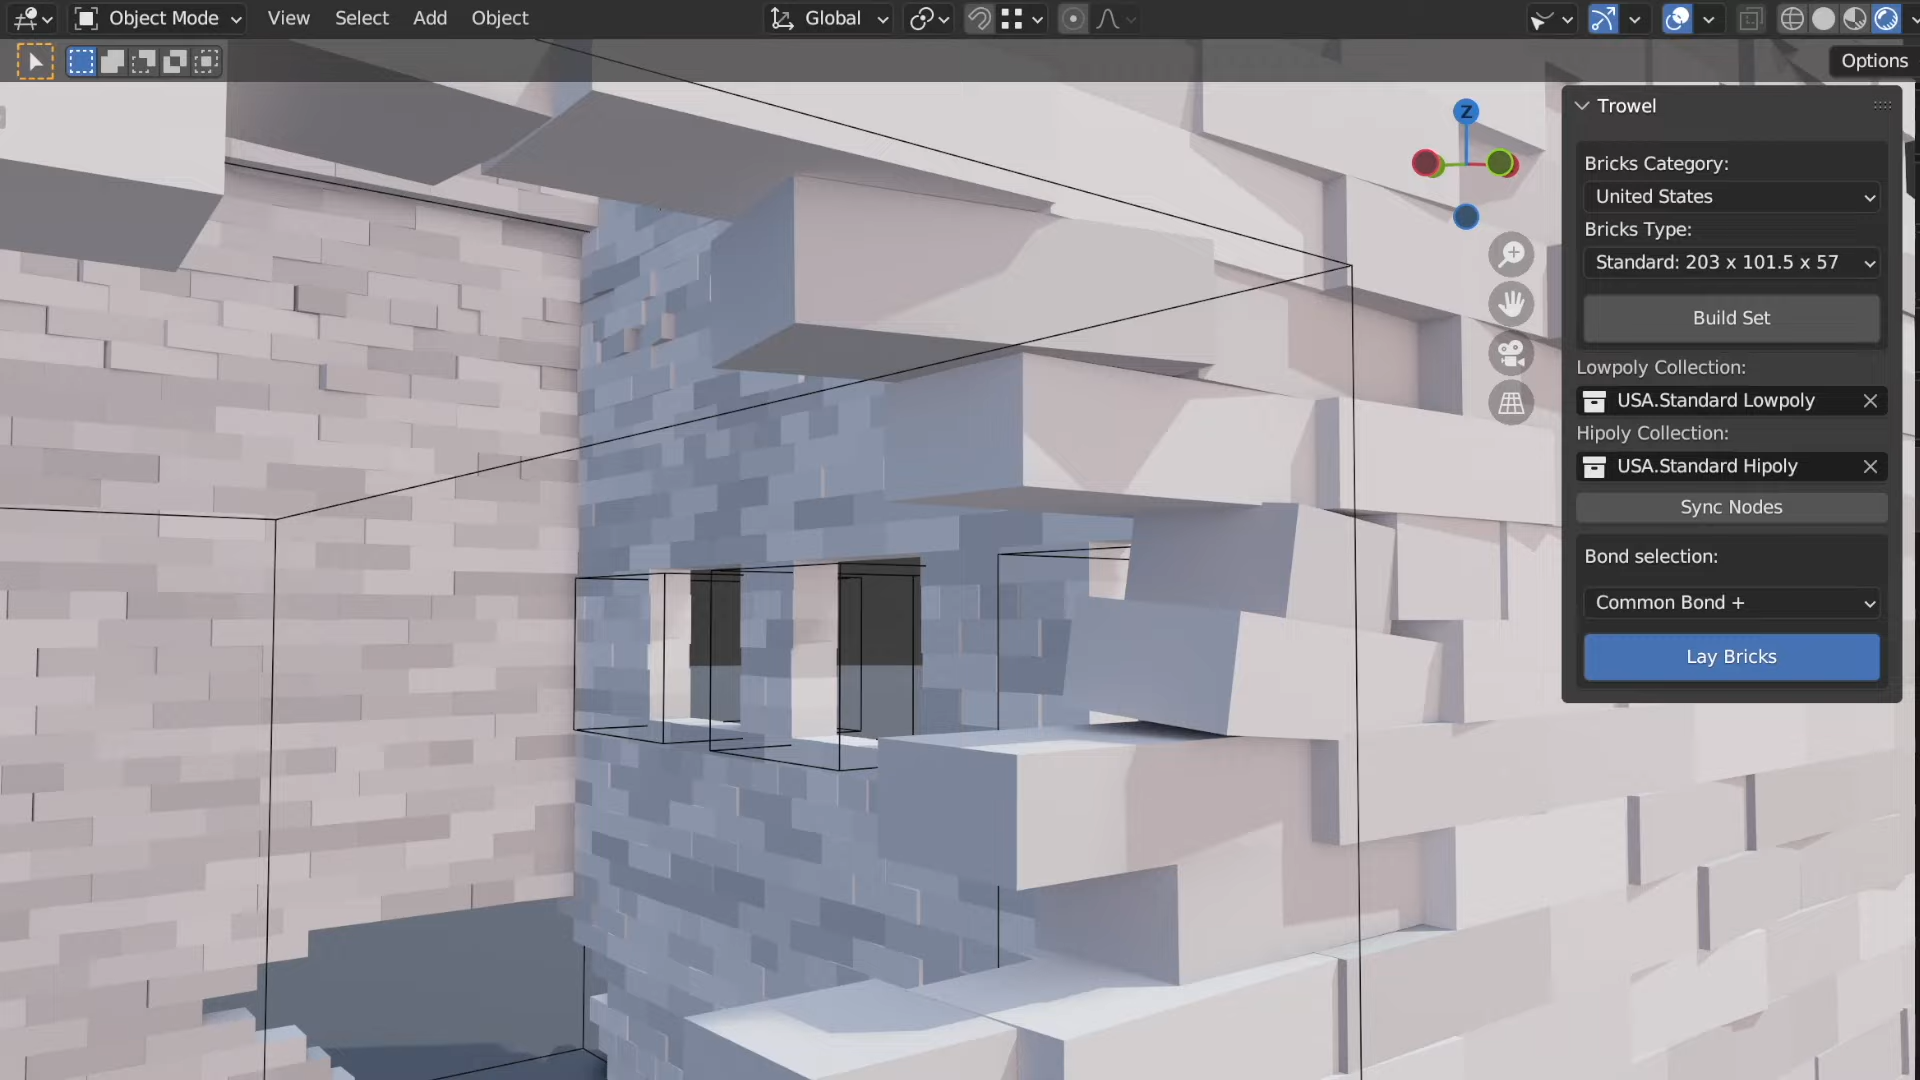 Object Mode
View
Select
Add
Object
Global
Options
Z
Trowel
Bricks Category:
United States
Bricks Type:
Standard: 203 x 101.5 x 57
Build Set
Lowpoly Collection:
USA.Standard Lowpoly
Hipoly Collection:
USA.Standard Hipoly
Sync Nodes
Bond selection:
Common Bond +
Lay Bricks